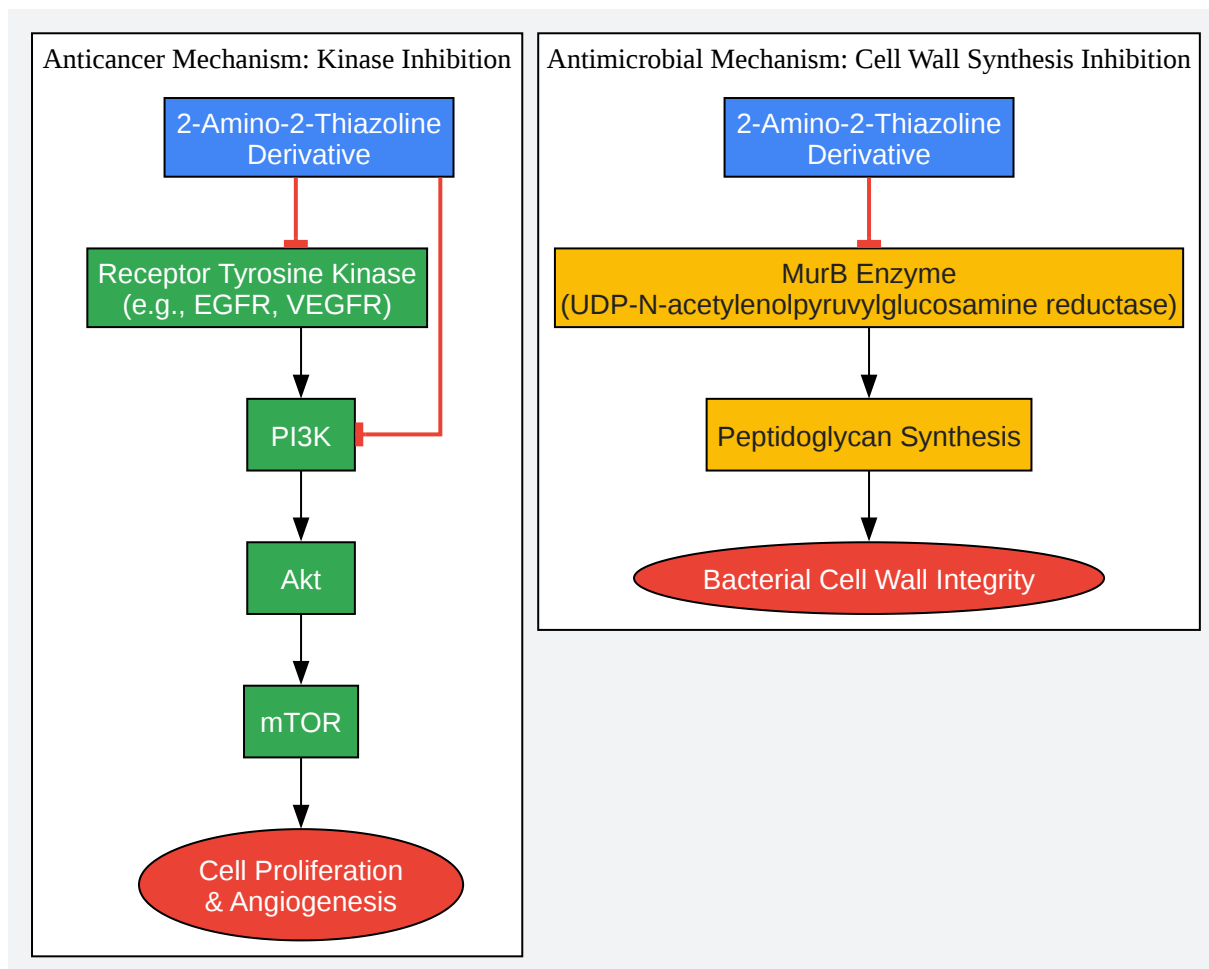 Anticancer Mechanism: Kinase Inhibition
2-Amino-2-Thiazoline
Derivative
Receptor Tyrosine Kinase
(e.g., EGFR, VEGFR)
PI3K
Akt
mTOR
Cell Proliferation
& Angiogenesis
Antimicrobial Mechanism: Cell Wall Synthesis Inhibition
2-Amino-2-Thiazoline
Derivative
MurB Enzyme
(UDP-N-acetylenolpyruvylglucosamine reductase)
Peptidoglycan Synthesis
Bacterial Cell Wall Integrity